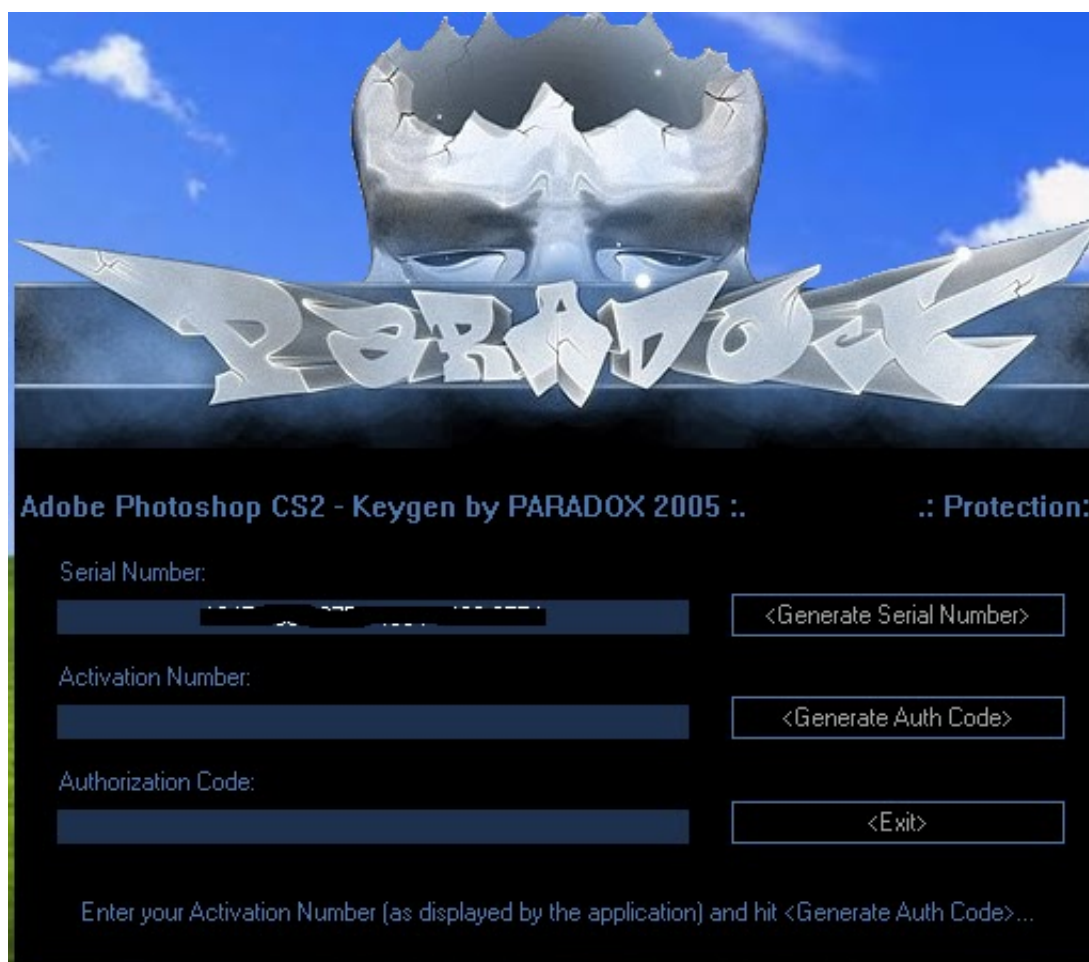 PARADOX
Adobe Photoshop CS2 - Keygen by PARADOX 2005 :. .: Protection:
Serial Number:
<Generate Serial Number>
Activation Number:
<Generate Auth Code>
Authorization Code:
<Exit>
Enter your Activation Number (as displayed by the application) and hit <Generate Auth Code>...